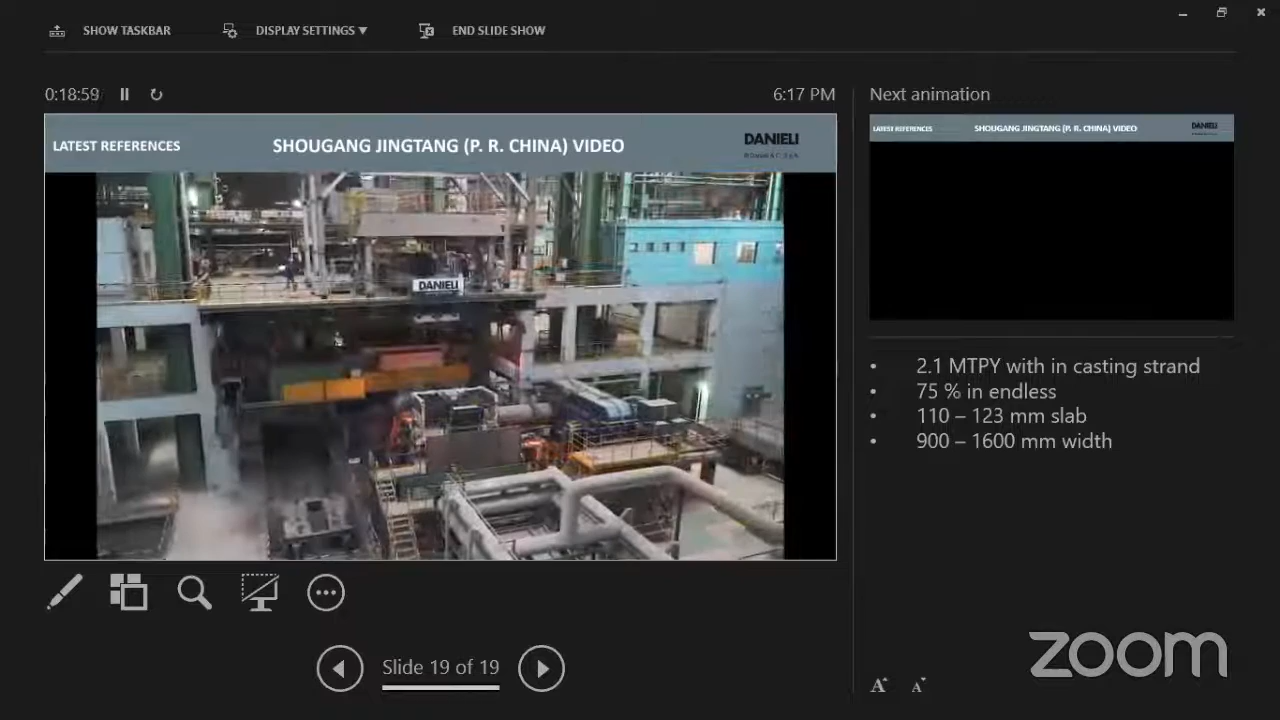 SHOW TASKBAR
DISPLAY SETTINGS
END SLIDE SHOW
0:18:59
6:17 PM
LATEST REFERENCES
SHOUGANG JINGTANG (P. R. CHINA) VIDEO
DANIELI
DANIELI
Slide 19 of 19
Next animation
LATEST REFERENCES
SHOUGANG JINGTANG (P. R. CHINA) VIDEO
DANIELI
• 2.1 MTPY with in casting strand
• 75 % in endless
• 110 – 123 mm slab
• 900 – 1600 mm width
A
A
zoom